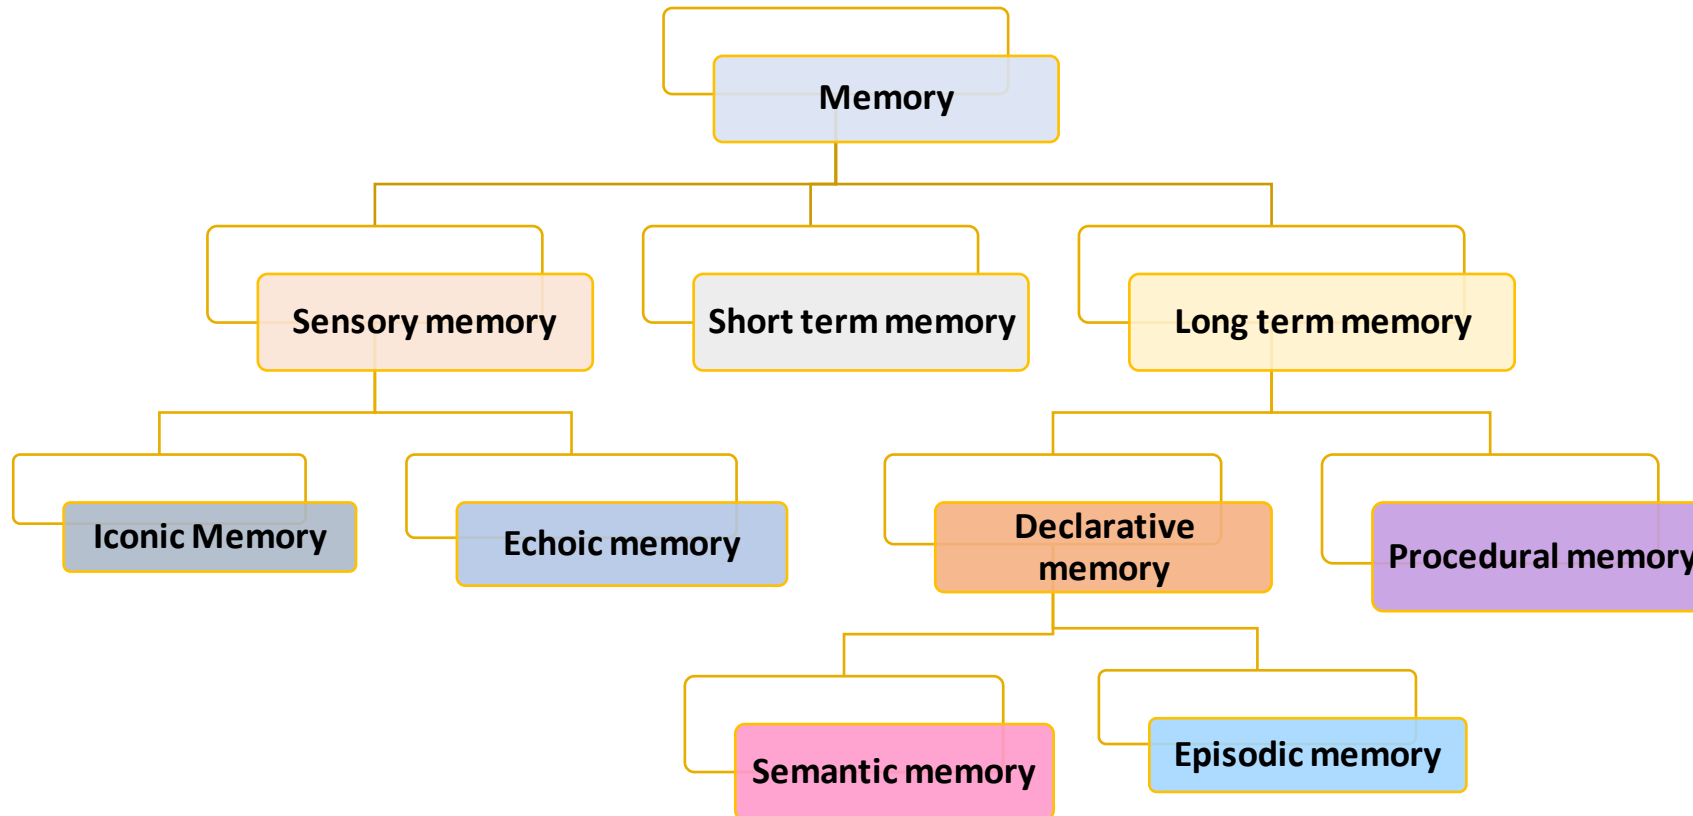 Memory
Sensory memory
Short term memory
Long term memory
Iconic Memory
Echoic memory
Declarative
memory
Procedural memory
Semantic memory
Episodic memory